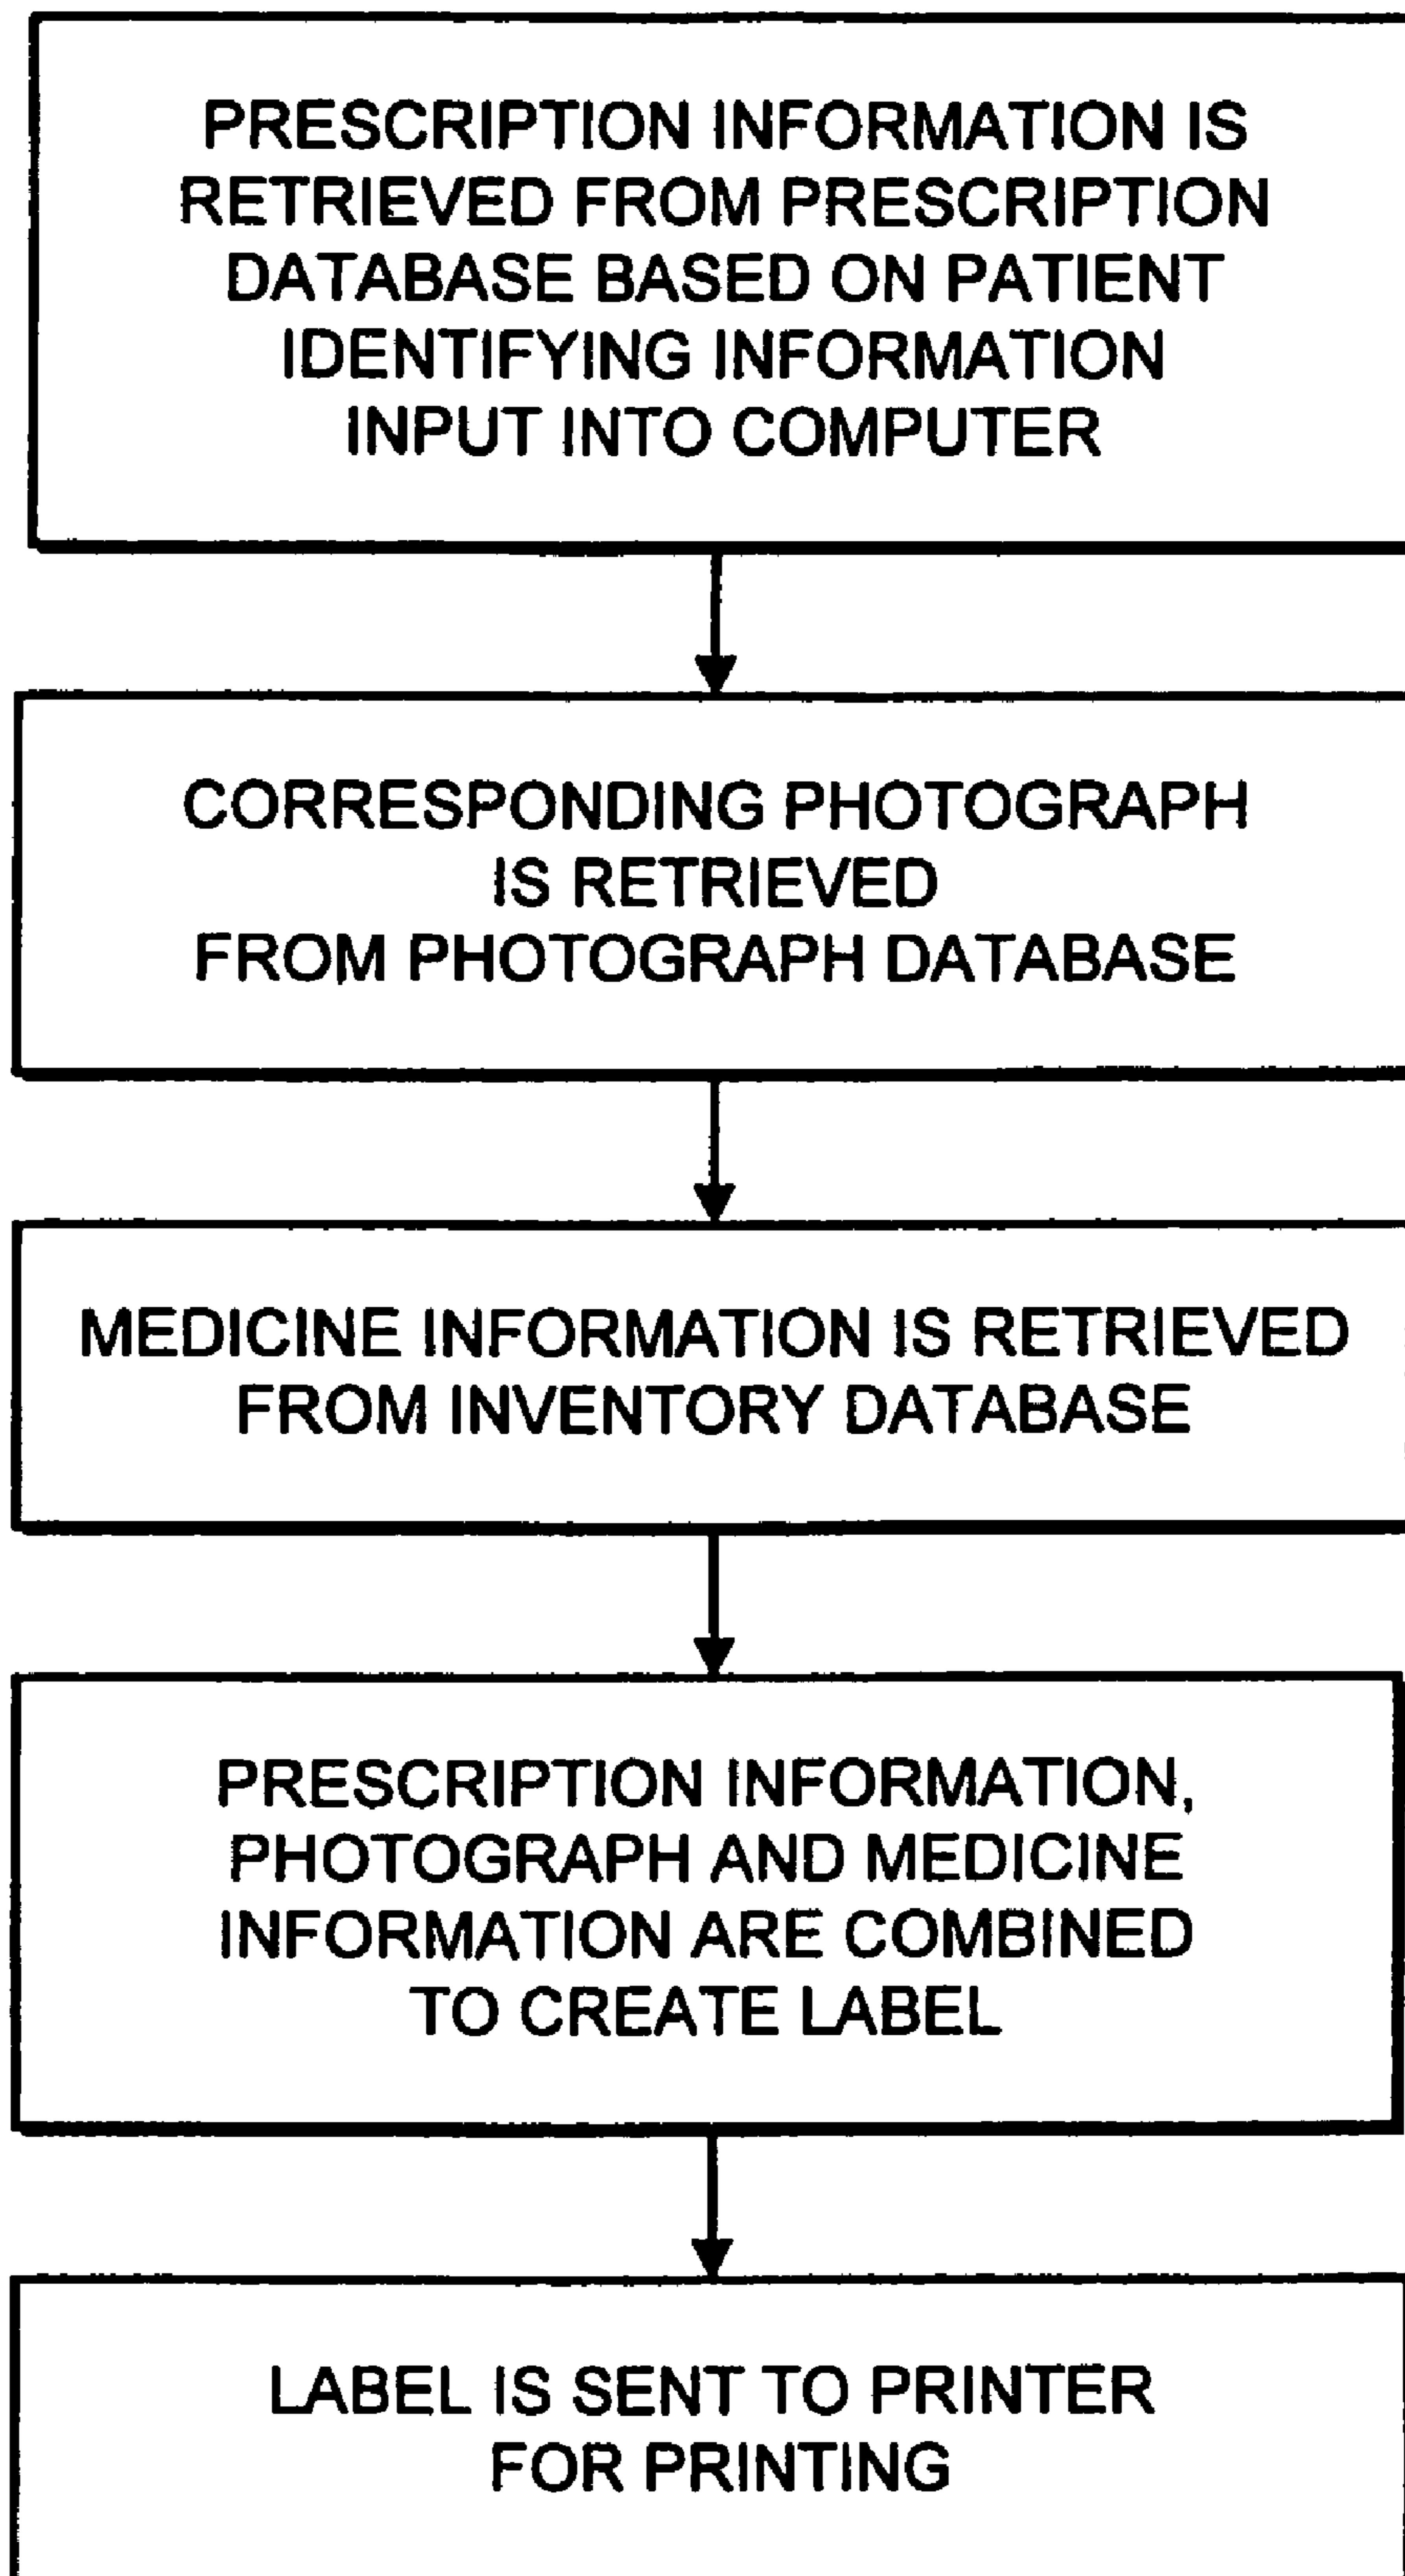 PRESCRIPTION INFORMATION IS
RETRIEVED FROM PRESCRIPTION
DATABASE BASED ON PATIENT
IDENTIFYING INFORMATION
INPUT INTO COMPUTER
CORRESPONDING PHOTOGRAPH
IS RETRIEVED
FROM PHOTOGRAPH DATABASE
MEDICINE INFORMATION IS RETRIEVED
FROM INVENTORY DATABASE
PRESCRIPTION INFORMATION,
PHOTOGRAPH AND MEDICINE
INFORMATION ARE COMBINED
TO CREATE LABEL
LABEL IS SENT TO PRINTER
FOR PRINTING